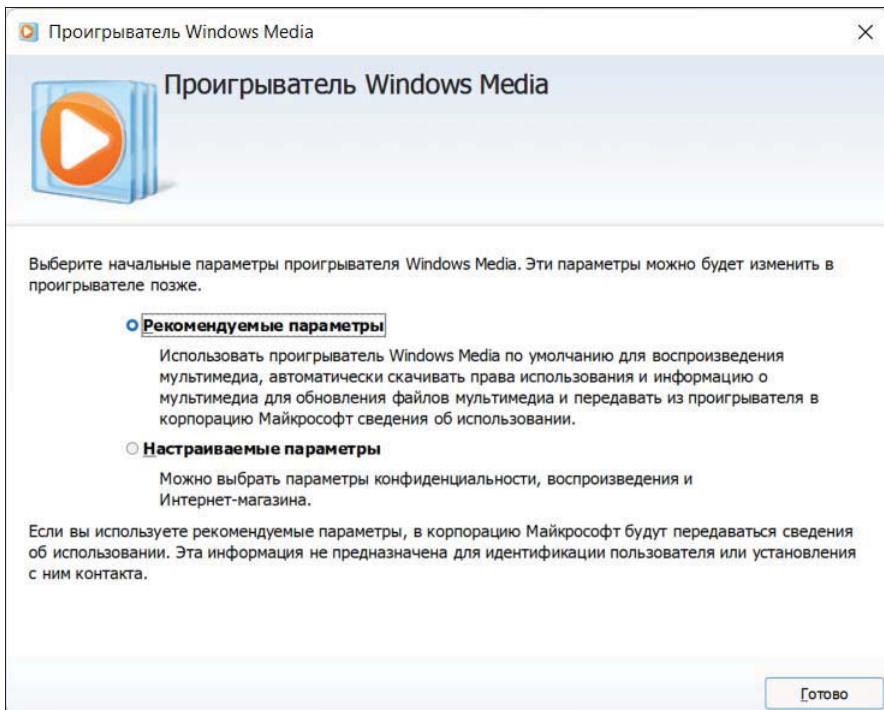 Проигрыватель Windows Media
Проигрыватель Windows Media
Выберите начальные параметры проигрывателя Windows Media. Эти параметры можно будет изменить в
проигрывателе позже.
Рекомендуемые параметры
Использовать проигрыватель Windows Media по умолчанию для воспроизведения
мультимедиа, автоматически скачивать права использования и информацию о
мультимедиа для обновления файлов мультимедиа и передавать из проигрывателя в
корпорацию Майкрософт сведения об использовании.
Настраиваемые параметры
Можно выбрать параметры конфиденциальности, воспроизведения и
Интернет-магазина.
Если вы используете рекомендуемые параметры, в корпорацию Майкрософт будут передаваться сведения
об использовании. Эта информация не предназначена для идентификации пользователя или установления
с ним контакта.
Готово